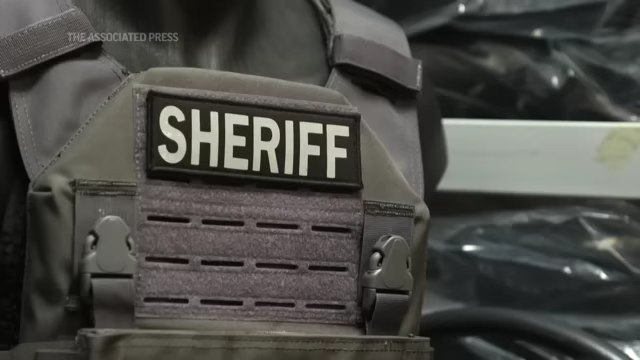 THE ASSOCIATED PRESS
SHERIFF